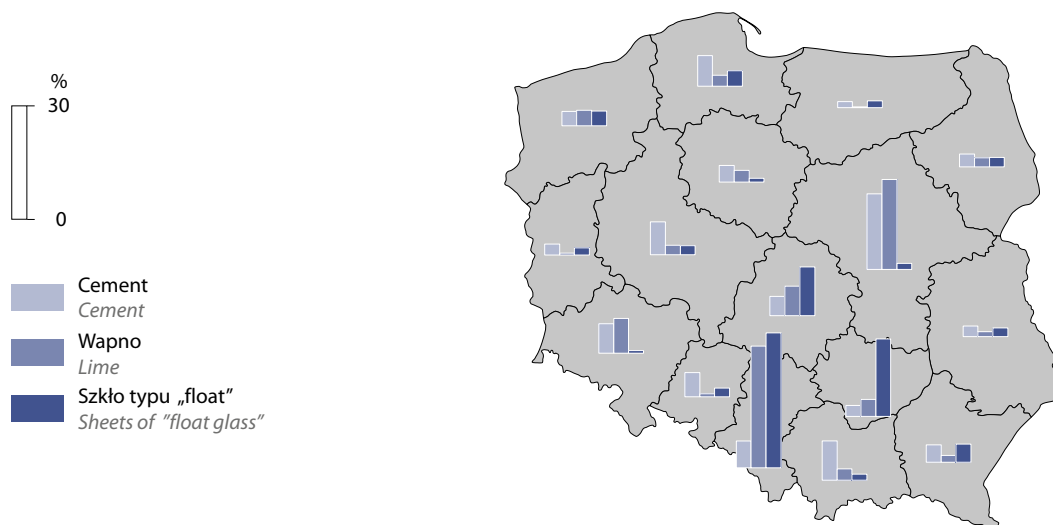 %
30
0
Cement
Cement
Wapno
Lime
Szkło typu „float”
Sheets of ”float glass”